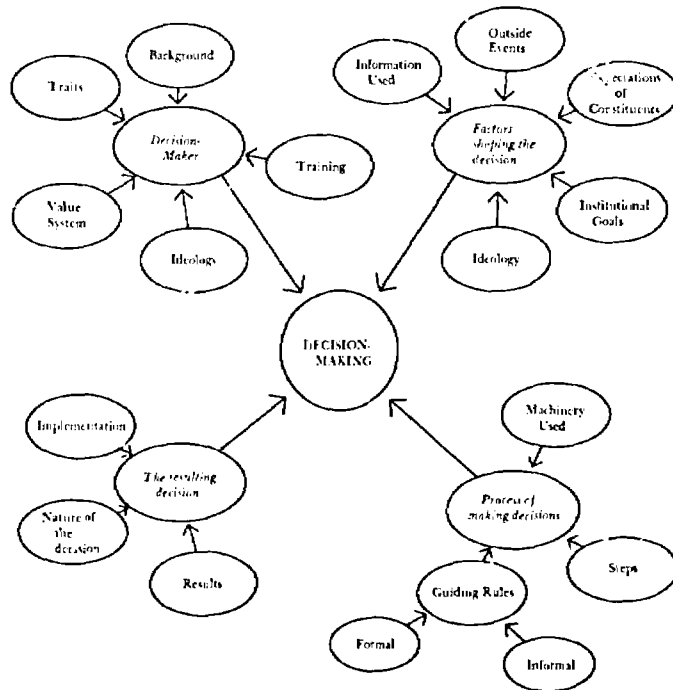 Background
Traits
Decision-
Maker
Training
Value
System
Ideology
Outside
Events
Information
Used
of
Constituents
Factors
shaping the
decision
Institutional
Goals
Ideology
DECISION-
MAKING
Implementation
The resulting
decision
Nature of
the
decision
Results
Machinery
Used
Process of
making decisions
Steps
Guiding Rules
Formal
Informal